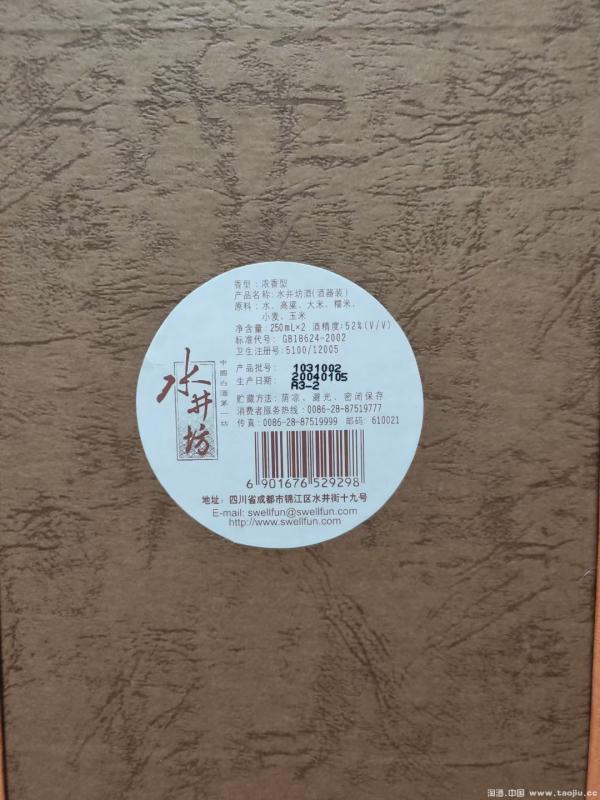 香型：浓香型
产品名称：水井坊酒(酒器装)
原料：水、高粱、大米、糯米、
小麦、玉米
净含量：250mL×2 酒精度：52%(V/V)
标准代号：GB18624-2002
卫生注册号：5100/12005
产品批号：1031002
生产日期：20040105
A3-2
贮藏方法：荫凉、避光、密闭保存
消费者服务热线：0086-28-87519777
传真：0086-28-87519999 邮码：610021
水井坊
中国白酒第一坊
6 901676 529298
地址：四川省成都市锦江区水井街十九号
E-mail: swellfun@swellfun.com
http://www.swellfun.com
淘酒.中国 www.taojiu.cc